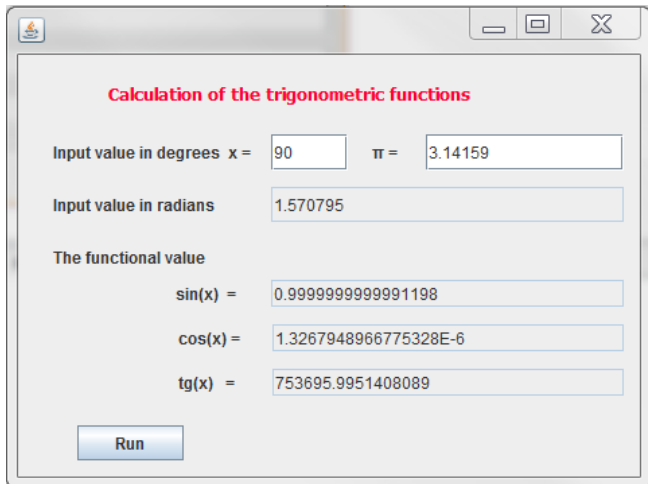 Calculation of the trigonometric functions
Input value in degrees x = 90 π = 3.14159
Input value in radians 1.570795
The functional value
sin(x) = 0.9999999999991198
cos(x) = 1.3267948966775328E-6
tg(x) = 753695.9951408089
Run